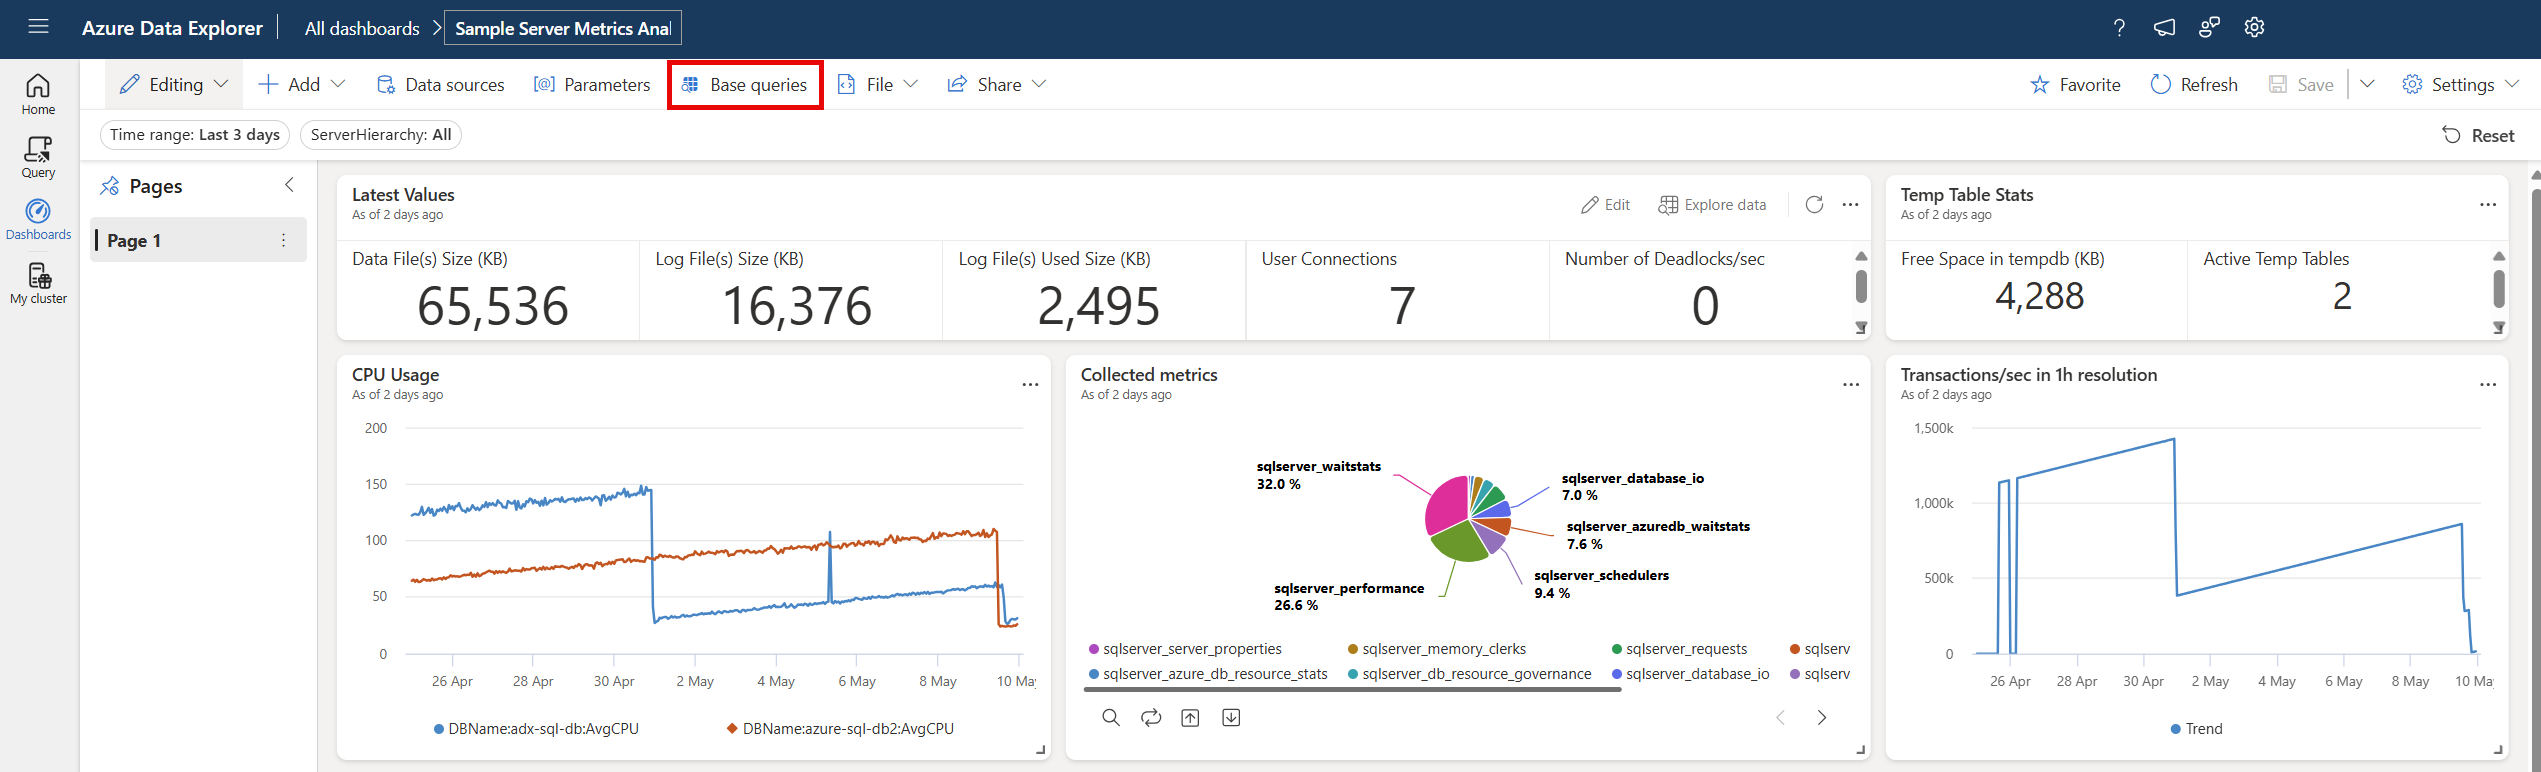 Azure Data Explorer
All dashboards
Sample Server Metrics Anal
Editing
Add
Data sources
Parameters
Base queries
File
Share
Favorite
Refresh
Save
Settings
Time range: Last 3 days
ServerHierarchy: All
Reset
Home
Query
Dashboards
My cluster
Pages
Page 1
Latest Values
As of 2 days ago
Edit
Explore data
Data File(s) Size (KB)
65,536
Log File(s) Size (KB)
16,376
Log File(s) Used Size (KB)
2,495
User Connections
7
Number of Deadlocks/sec
0
Temp Table Stats
As of 2 days ago
Free Space in tempdb (KB)
4,288
Active Temp Tables
2
CPU Usage
As of 2 days ago
200
150
100
50
0
26 Apr 28 Apr 30 Apr 2 May 4 May 6 May 8 May 10 May
DBName:adx-sql-db:AvgCPU
DBName:azure-sql-db2:AvgCPU
Collected metrics
As of 2 days ago
sqlserver_waitstats
32.0 %
sqlserver_database_io
7.0 %
sqlserver_azuredb_waitstats
7.6 %
sqlserver_schedulers
9.4 %
sqlserver_performance
26.6 %
sqlserver_server_properties sqlserver_memory_clerks sqlserver_requests sqlserv
sqlserver_azure_db_resource_stats sqlserver_db_resource_governance sqlserver_database_io sqlserv
Transactions/sec in 1h resolution
As of 2 days ago
1,500k
1,000k
500k
0
26 Apr 28 Apr 30 Apr 2 May 4 May 6 May 8 May 10 May
Trend